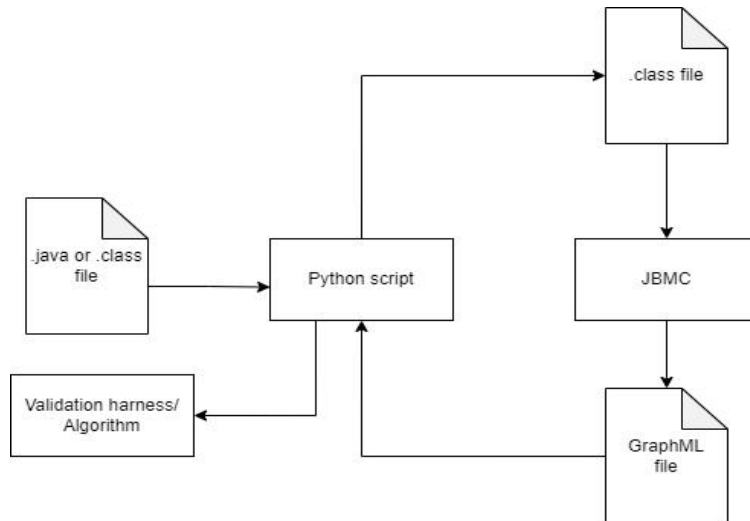 .class file
.java or .class
file
Python script
JBMC
Validation harness/
Algorithm
GraphML
file